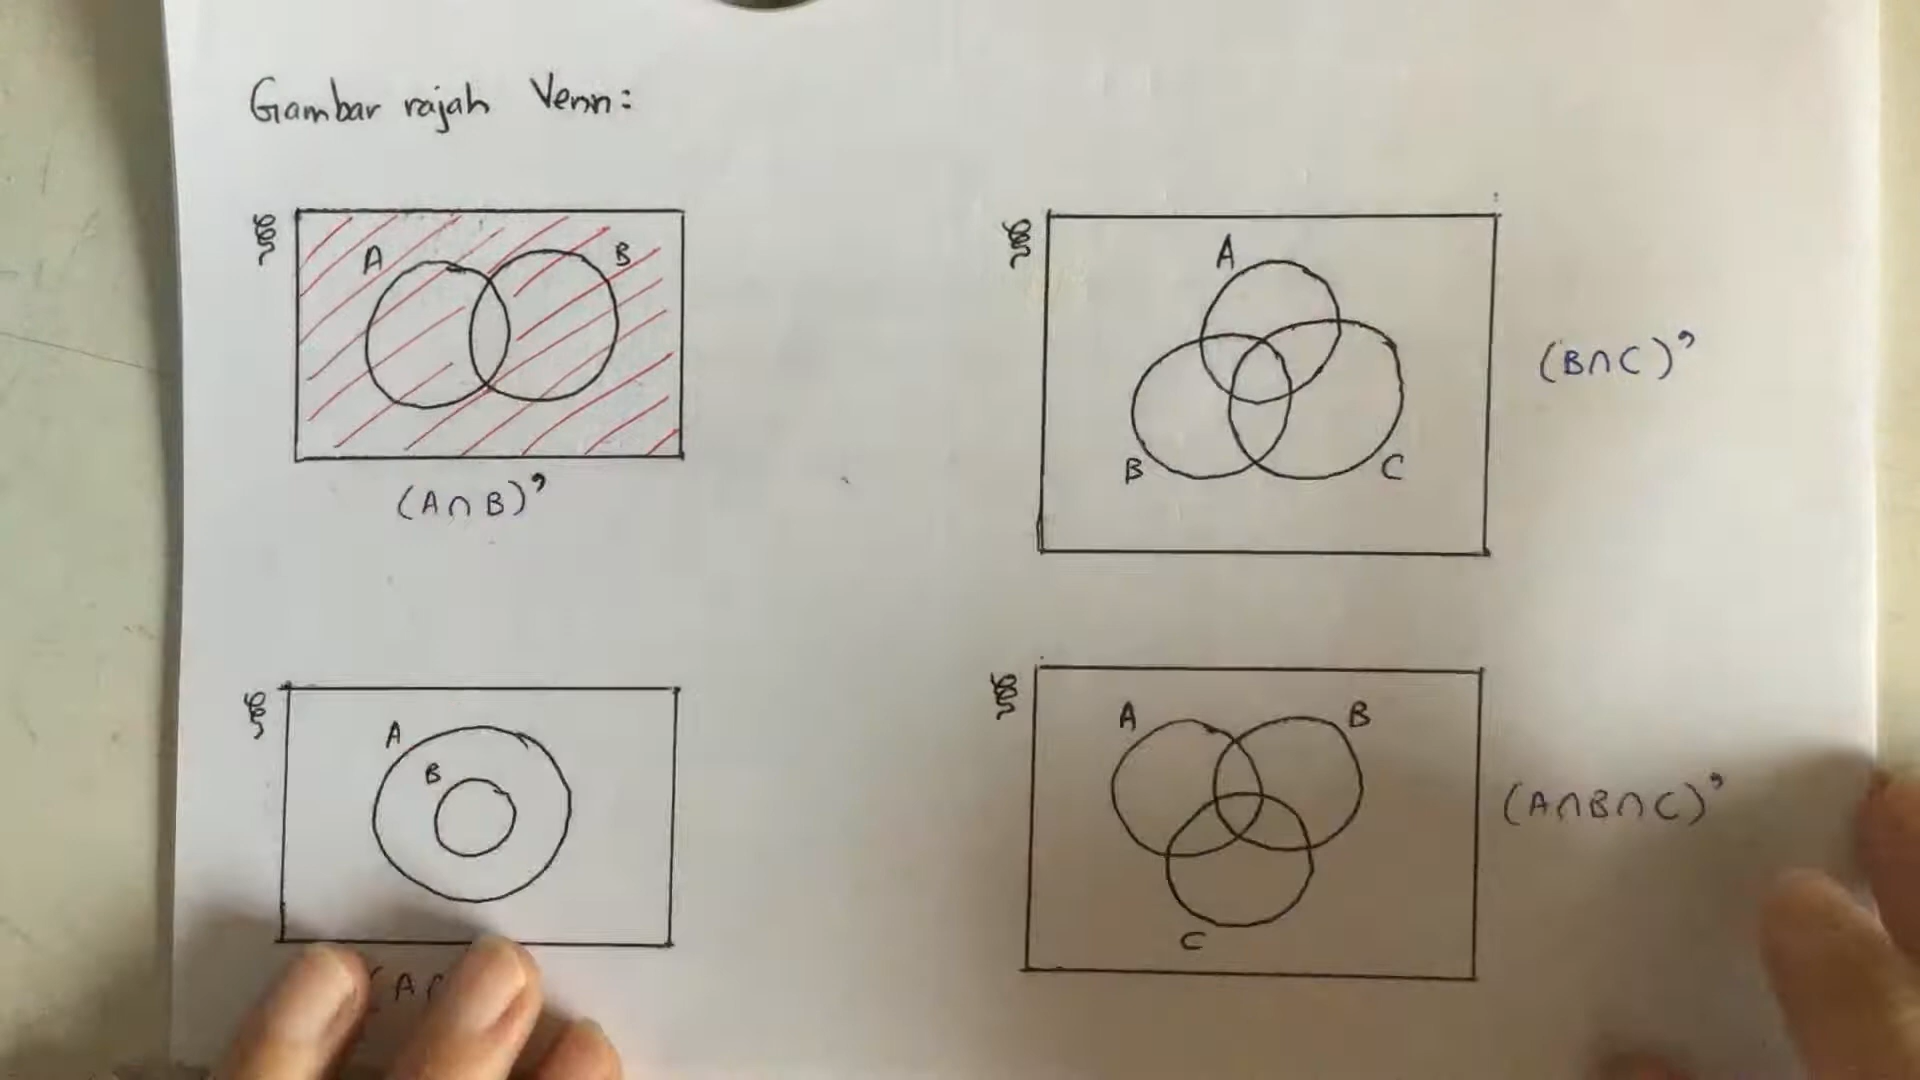 Gambar rajah Venn:
ξ
A
B
(A∩B)'
ξ
A
B
C
(B∩C)'
ξ
A
B
(A∩
ξ
A
B
C
(A∩B∩C)'